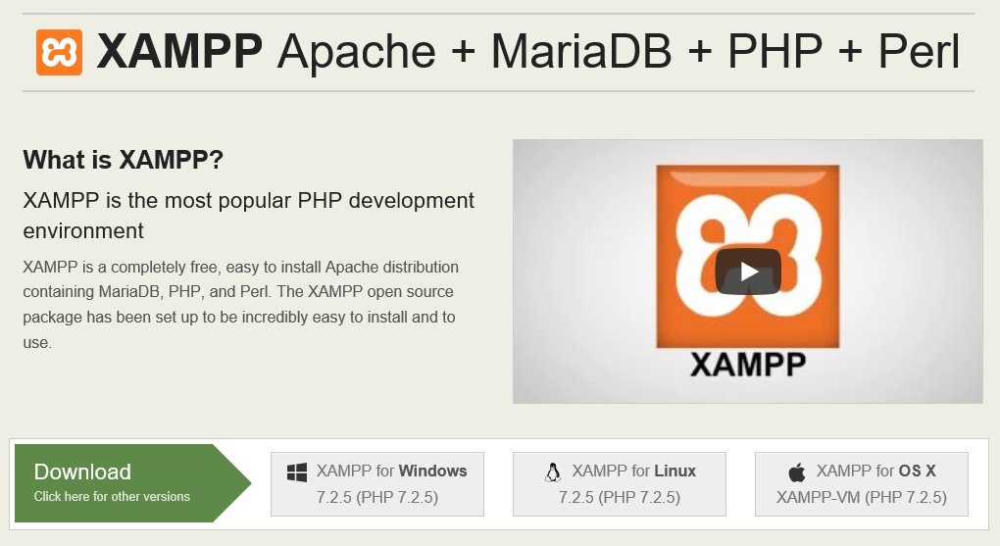 XAMPP Apache + MariaDB + PHP + Perl
What is XAMPP?
XAMPP is the most popular PHP development
environment
XAMPP is a completely free, easy to install Apache distribution
containing MariaDB, PHP, and Perl. The XAMPP open source
package has been set up to be incredibly easy to install and to
use.
XAMPP
Download
Click here for other versions
XAMPP for Windows
7.2.5 (PHP 7.2.5)
XAMPP for Linux
7.2.5 (PHP 7.2.5)
XAMPP for OS X
XAMPP-VM (PHP 7.2.5)